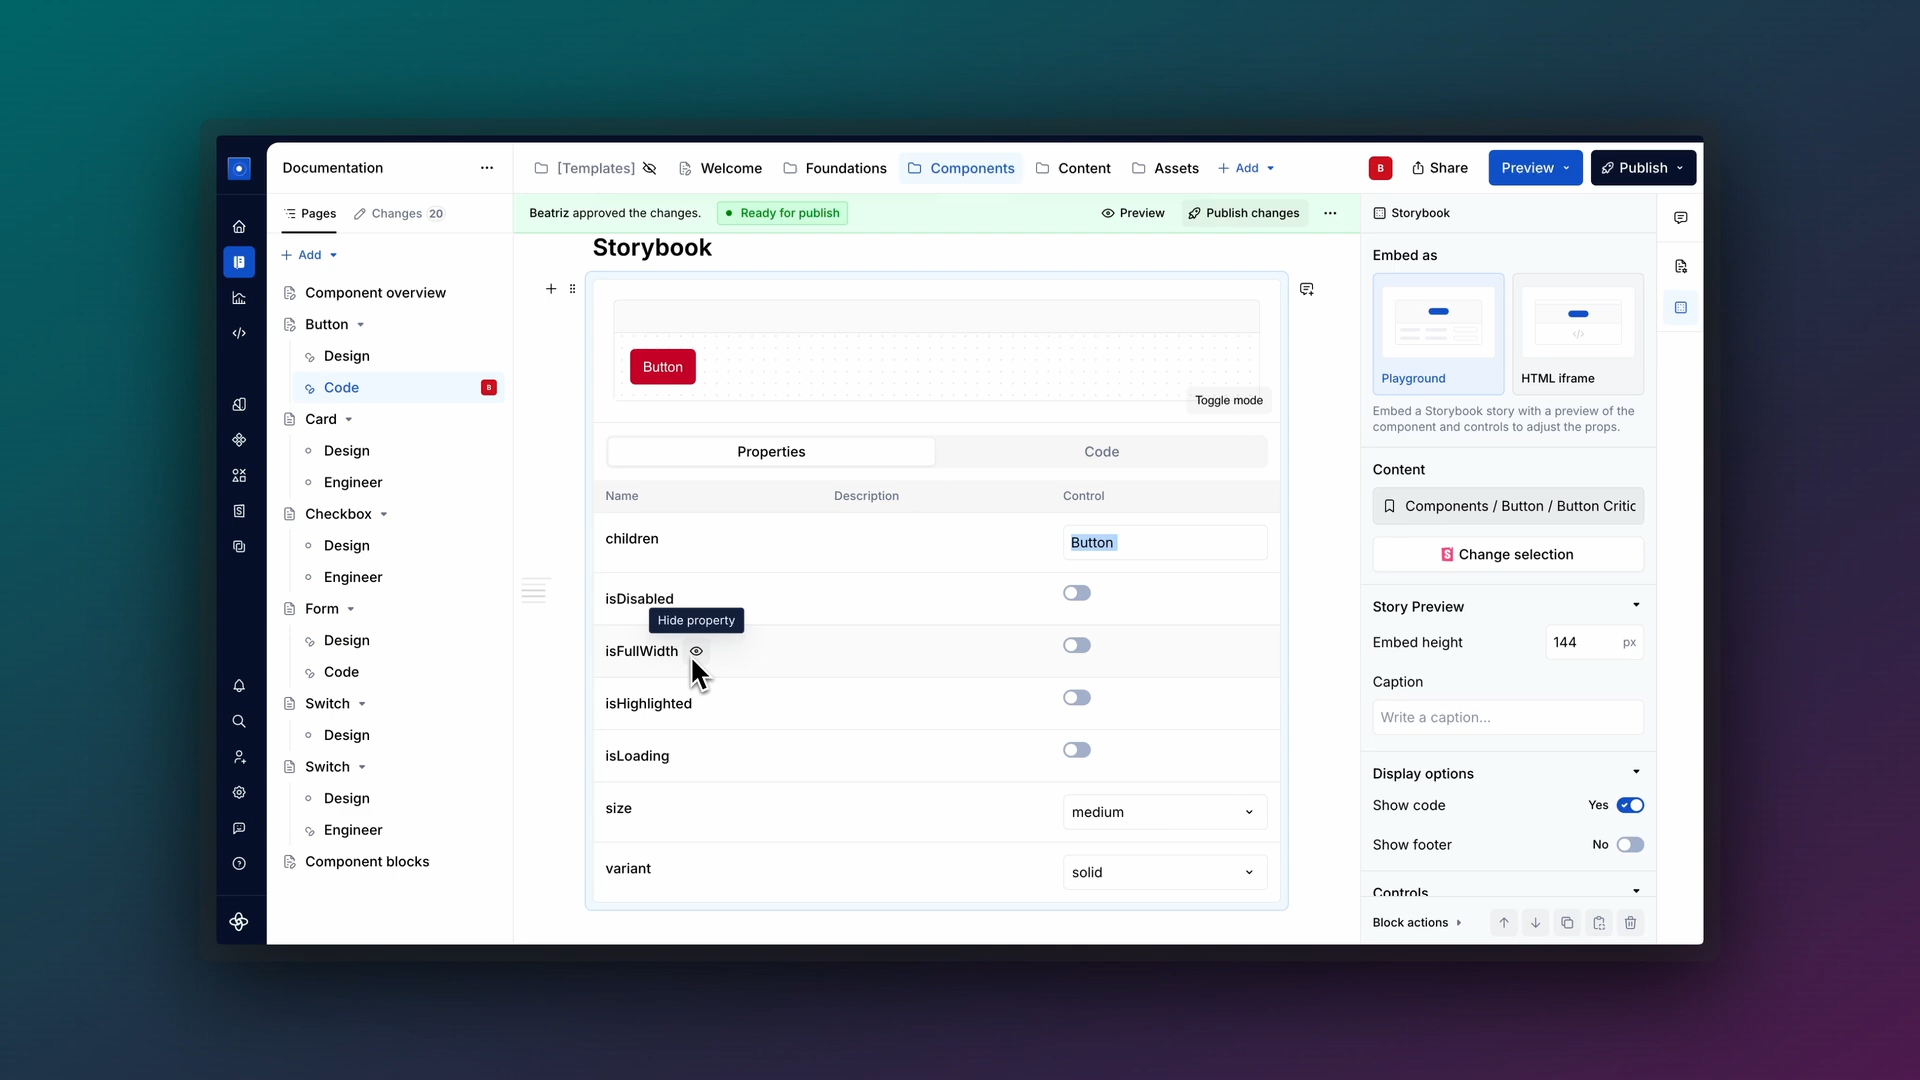 Documentation
[Templates]
Welcome
Foundations
Components
Content
Assets
Add
B
Share
Preview
Publish
Pages
Changes 20
Beatriz approved the changes.
Ready for publish
Preview
Publish changes
Storybook
Add
Component overview
Button
Design
Code
B
Card
Design
Engineer
Checkbox
Design
Engineer
Form
Design
Code
Switch
Design
Switch
Design
Engineer
Component blocks
Storybook
Button
Toggle mode
Properties
Code
Name Description Control
children
Button
isDisabled
Hide property
isFullWidth
isHighlighted
isLoading
size
medium
variant
solid
Embed as
Playground
HTML iframe
Embed a Storybook story with a preview of the
component and controls to adjust the props.
Content
Components / Button / Button Critic
Change selection
Story Preview
Embed height
144 px
Caption
Write a caption...
Display options
Show code Yes
Show footer No
Controls
Block actions